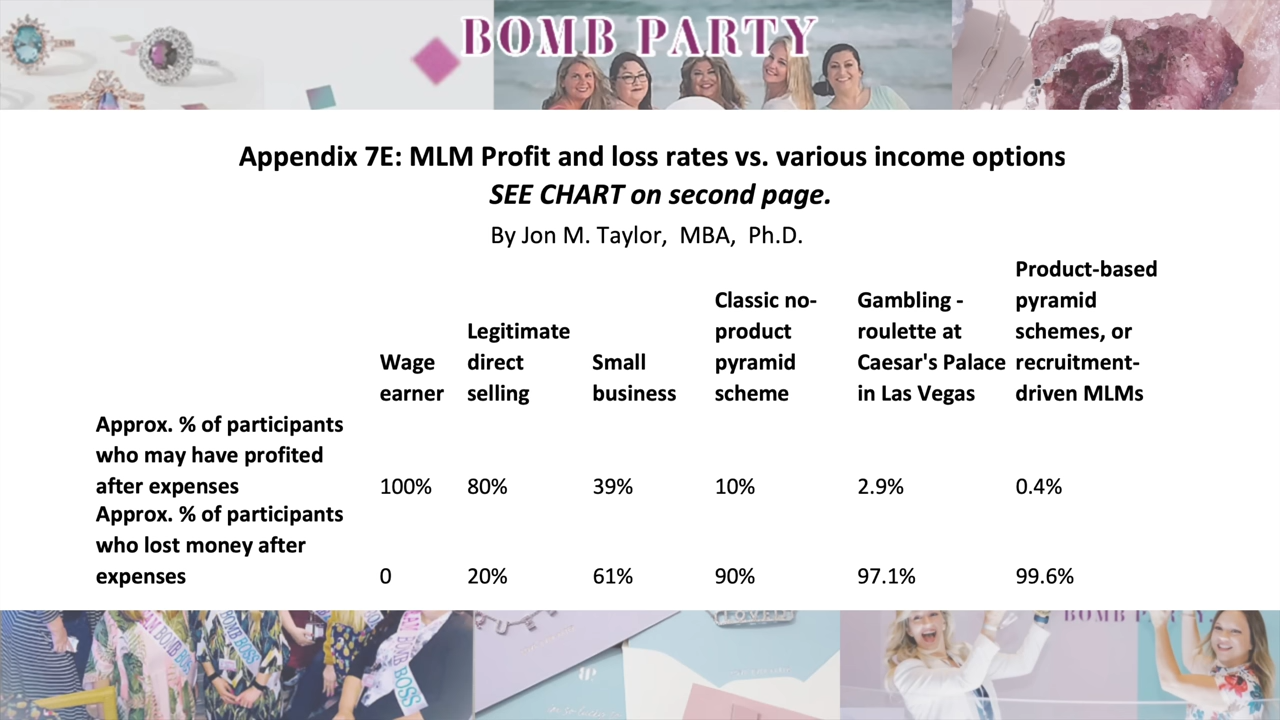 BOMB PARTY
Appendix 7E: MLM Profit and loss rates vs. various income options
SEE CHART on second page.
By Jon M. Taylor, MBA, Ph.D.
Wage earner
Legitimate direct selling
Small business
Classic no-product pyramid scheme
Gambling - roulette at Caesar's Palace in Las Vegas
Product-based pyramid schemes, or recruitment-driven MLMs
Approx. % of participants
who may have profited
after expenses 100% 80% 39% 10% 2.9% 0.4%
Approx. % of participants
who lost money after
expenses 0 20% 61% 90% 97.1% 99.6%
BOMB BOSS
BOMB PARTY